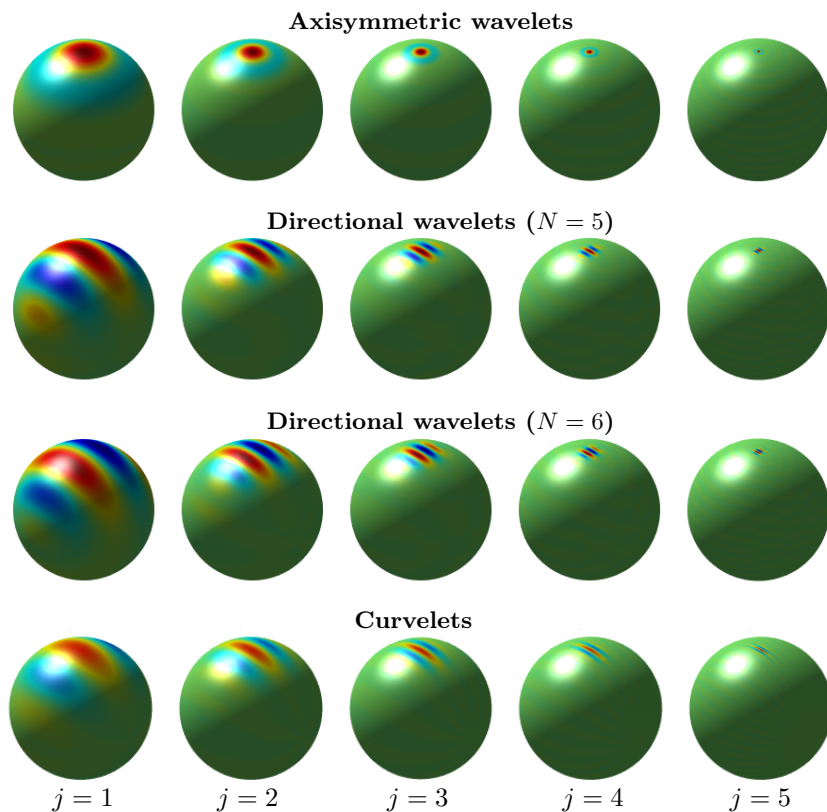 Axisymmetric wavelets
Directional wavelets (N = 5)
Directional wavelets (N = 6)
Curvelets
j = 1 j = 2 j = 3 j = 4 j = 5